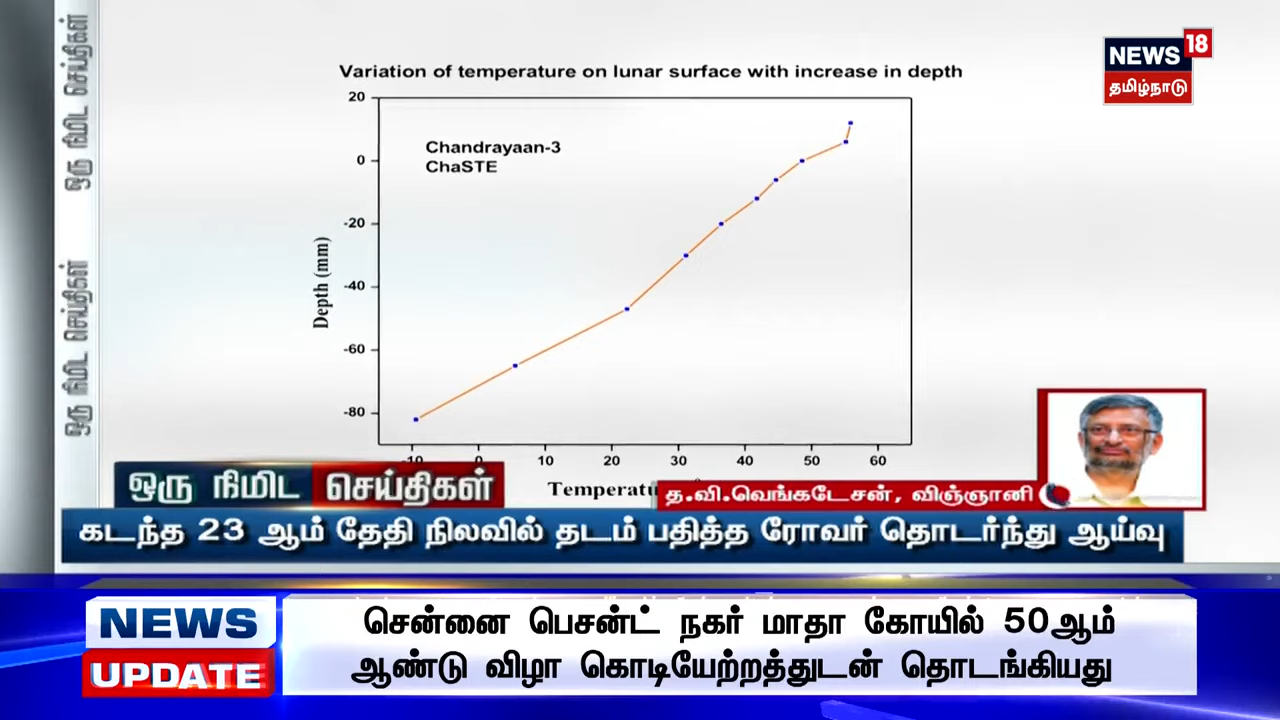 ஒரு நிமிட செய்திகள்
ஒரு நிமிட செய்திகள்
NEWS 18
தமிழ்நாடு
Variation of temperature on lunar surface with increase in depth
Chandrayaan-3
ChaSTE
Depth (mm)
20
0
-20
-40
-60
-80
-10 0 10 20 30 40 50 60
ஒரு நிமிட செய்திகள்
த.வி.வெங்கடேசன், விஞ்ஞானி
கடந்த 23 ஆம் தேதி நிலவில் தடம் பதித்த ரோவர் தொடர்ந்து ஆய்வு
NEWS
UPDATE
சென்னை பெசன்ட் நகர் மாதா கோயில் 50ஆம்
ஆண்டு விழா கொடியேற்றத்துடன் தொடங்கியது